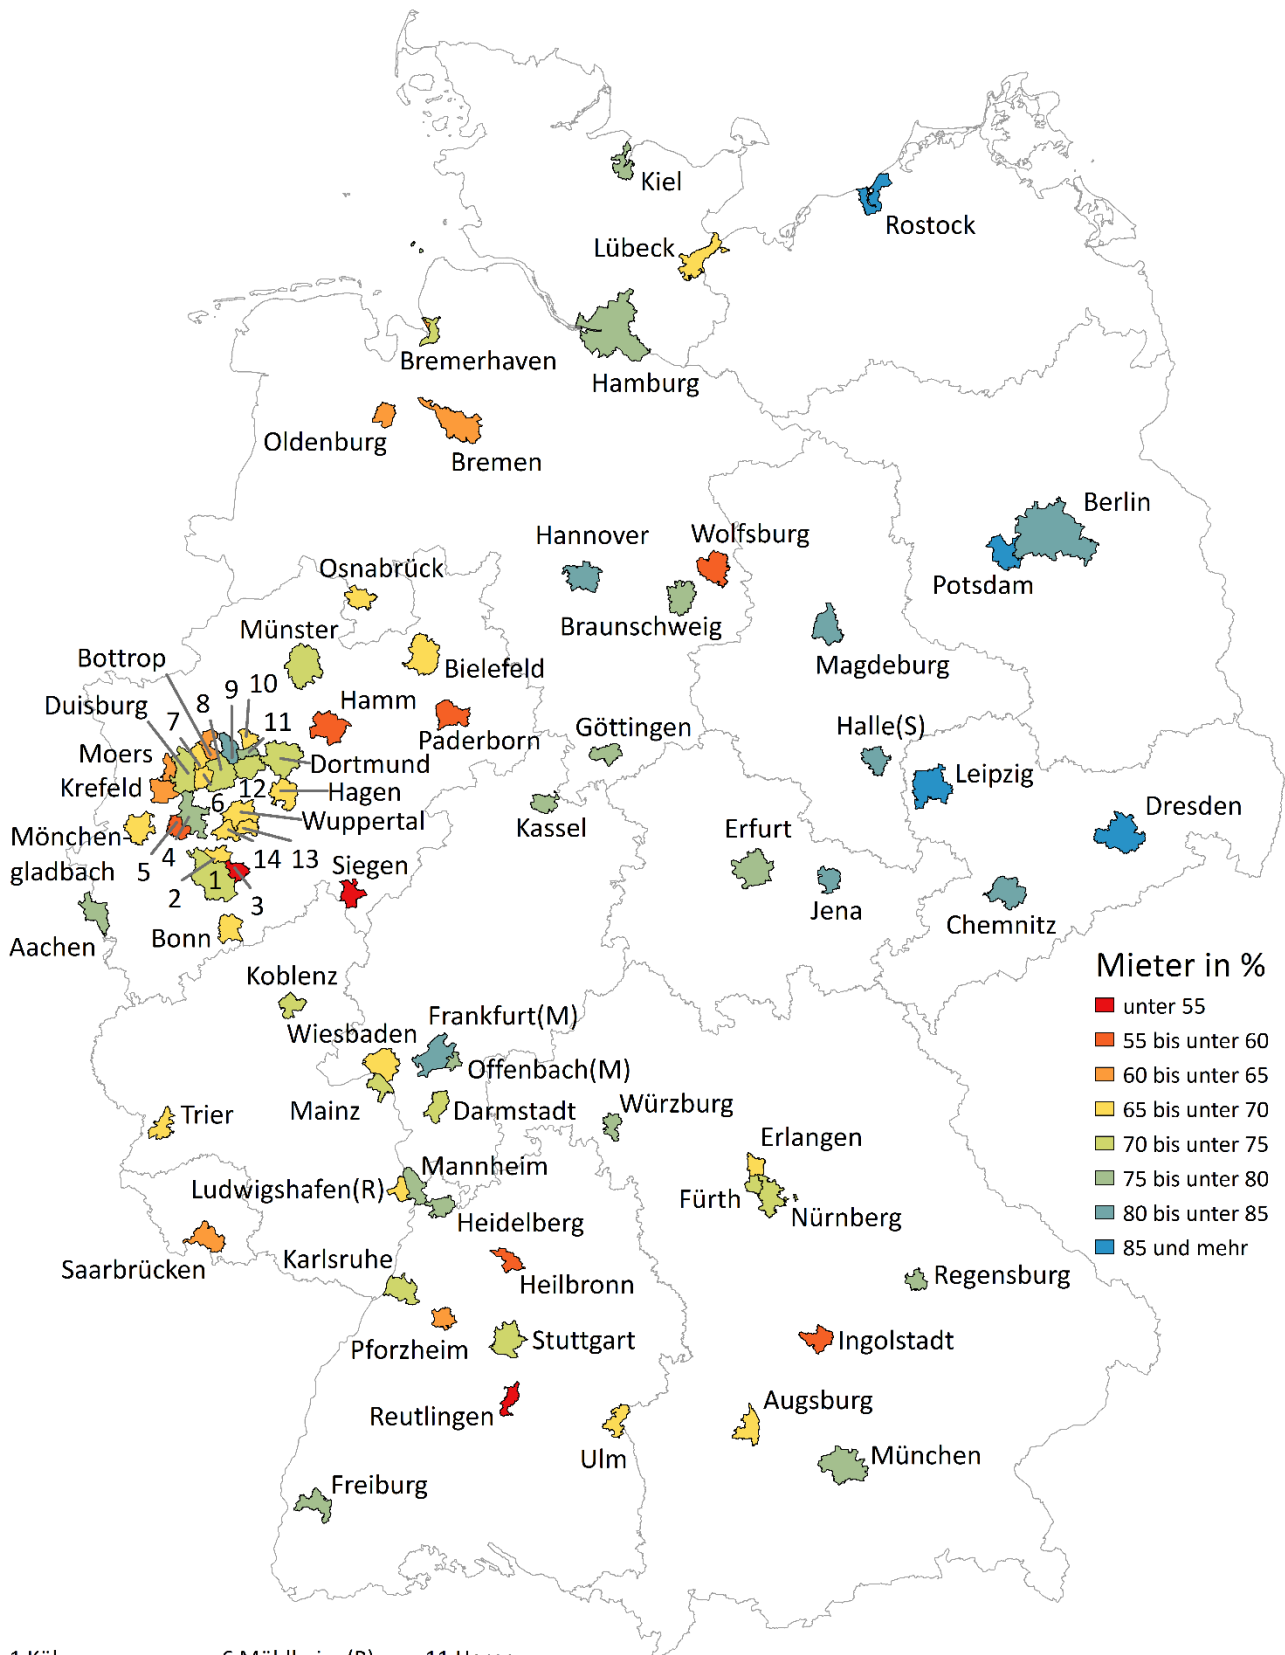 Kiel
Rostock
Lübeck
Bremerhaven
Hamburg
Oldenburg
Bremen
Berlin
Hannover
Wolfsburg
Osnabrück
Potsdam
Braunschweig
Münster
Bottrop
Bielefeld
Magdeburg
10
9
8
7
Duisburg
Hamm
11
Göttingen
Halle(S)
Paderborn
Moers
Dortmund
Leipzig
Krefeld
12
Hagen
6
Dresden
Wuppertal
Kassel
Erfurt
Mönchen-
gladbach
5
4
14
13
Siegen
1
2
3
Jena
Chemnitz
Aachen
Bonn
Koblenz
Mieter in %
unter 55
55 bis unter 60
60 bis unter 65
65 bis unter 70
70 bis unter 75
75 bis unter 80
80 bis unter 85
85 und mehr
Frankfurt(M)
Wiesbaden
Offenbach(M)
Mainz
Darmstadt
Würzburg
Trier
Erlangen
Mannheim
Ludwigshafen(R)
Fürth
Nürnberg
Heidelberg
Saarbrücken
Karlsruhe
Heilbronn
Regensburg
Pforzheim
Stuttgart
Ingolstadt
Reutlingen
Augsburg
Ulm
München
Freiburg